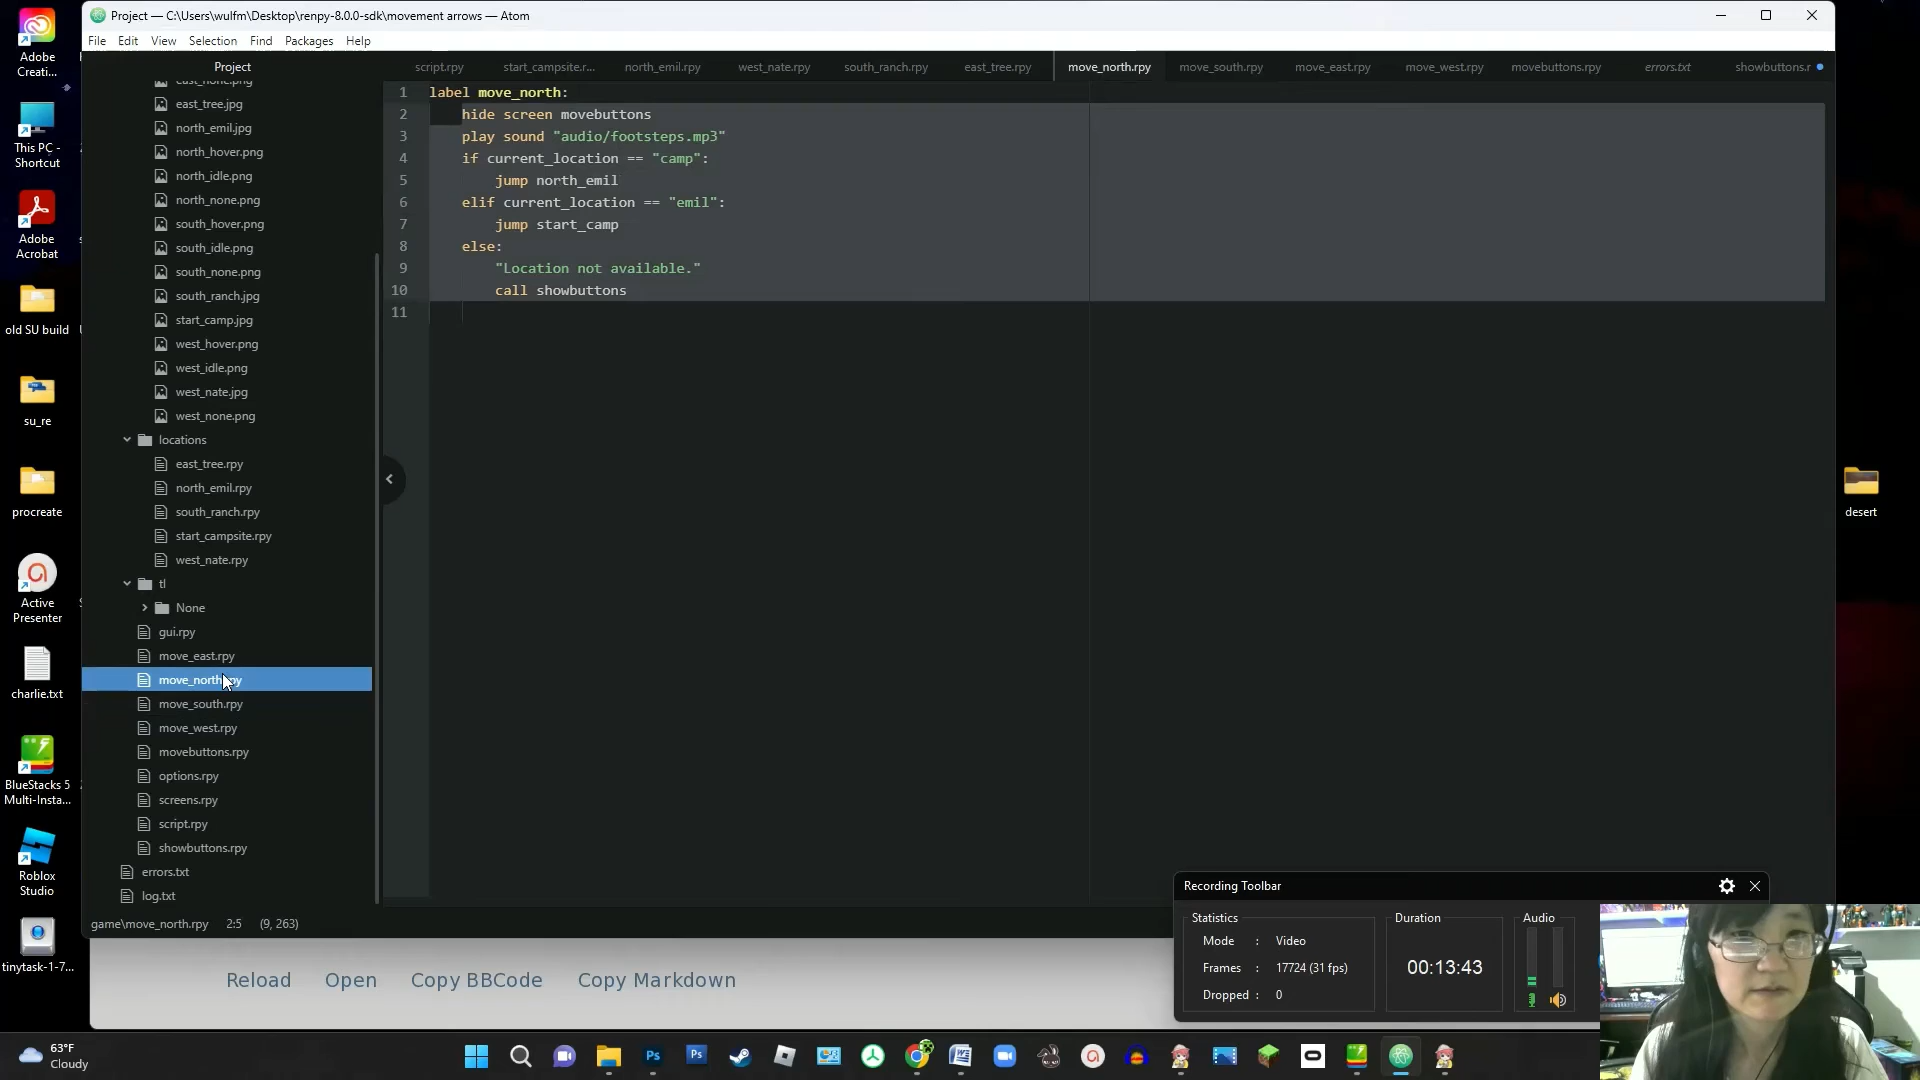 Project — C:\Users\wulfm\Desktop\renpy-8.0.0-sdk\movement arrows — Atom
File Edit View Selection Find Packages Help
Project
script.rpy start_campsite.r... north_emil.rpy west_nate.rpy south_ranch.rpy east_tree.rpy move_north.rpy move_south.rpy move_east.rpy move_west.rpy movebuttons.rpy errors.txt showbuttons.r
east_none.png
east_tree.jpg
north_emil.jpg
north_hover.png
north_idle.png
north_none.png
south_hover.png
south_idle.png
south_none.png
south_ranch.jpg
start_camp.jpg
west_hover.png
west_idle.png
west_nate.jpg
west_none.png
locations
east_tree.rpy
north_emil.rpy
south_ranch.rpy
start_campsite.rpy
west_nate.rpy
tl
None
gui.rpy
move_east.rpy
move_north.rpy
move_south.rpy
move_west.rpy
movebuttons.rpy
options.rpy
screens.rpy
script.rpy
showbuttons.rpy
errors.txt
log.txt
1 label move_north:
2 hide screen movebuttons
3 play sound "audio/footsteps.mp3"
4 if current_location == "camp":
5 jump north_emil
6 elif current_location == "emil":
7 jump start_camp
8 else:
9 "Location not available."
10 call showbuttons
11
game\move_north.rpy 2:5 (9, 263)
Adobe
Creati...
This PC -
Shortcut
Adobe
Acrobat
old SU build
su_re
procreate
Active
Presenter
charlie.txt
BlueStacks 5
Multi-Insta...
Roblox
Studio
tinytask-1-7...
desert
Reload Open Copy BBCode Copy Markdown
Recording Toolbar
Statistics
Mode : Video
Frames : 17724 (31 fps)
Dropped : 0
Duration
00:13:43
Audio
63°F
Cloudy